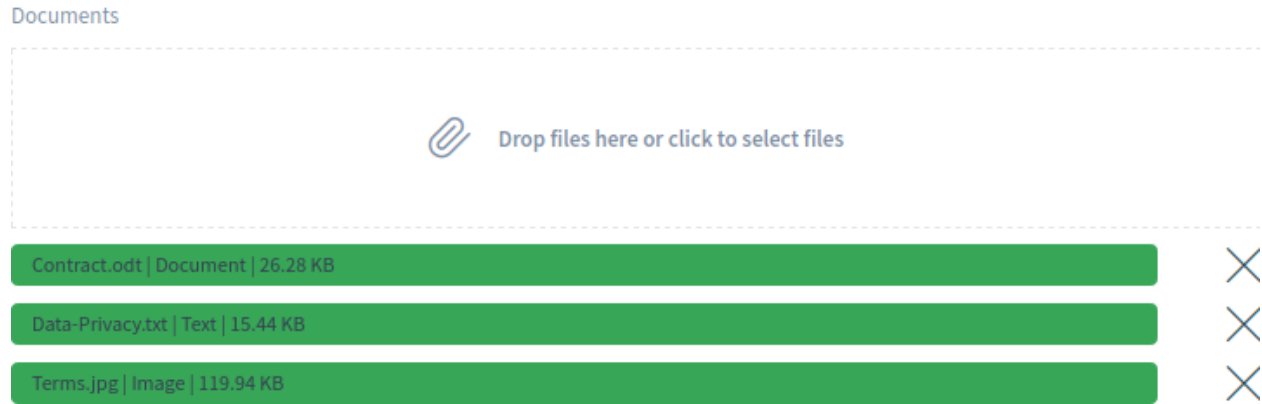 Documents
Drop files here or click to select files
Contract.odt | Document | 26.28 KB
Data-Privacy.txt | Text | 15.44 KB
Terms.jpg | Image | 119.94 KB